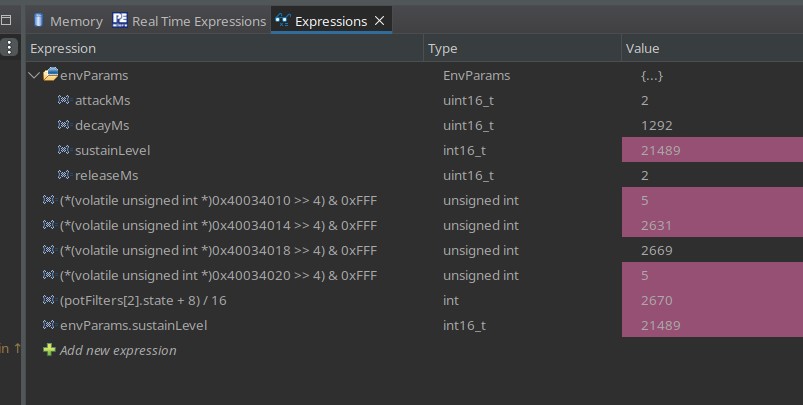 Memory Real Time Expressions Expressions
Expression Type Value
envParams EnvParams {...}
attackMs uint16_t 2
decayMs uint16_t 1292
sustainLevel int16_t 21489
releaseMs uint16_t 2
(*(volatile unsigned int *)0x40034010 >> 4) & 0xFFF unsigned int 5
(*(volatile unsigned int *)0x40034014 >> 4) & 0xFFF unsigned int 2631
(*(volatile unsigned int *)0x40034018 >> 4) & 0xFFF unsigned int 2669
(*(volatile unsigned int *)0x40034020 >> 4) & 0xFFF unsigned int 5
(potFilters[2].state + 8) / 16 int 2670
envParams.sustainLevel int16_t 21489
in ↑ Add new expression